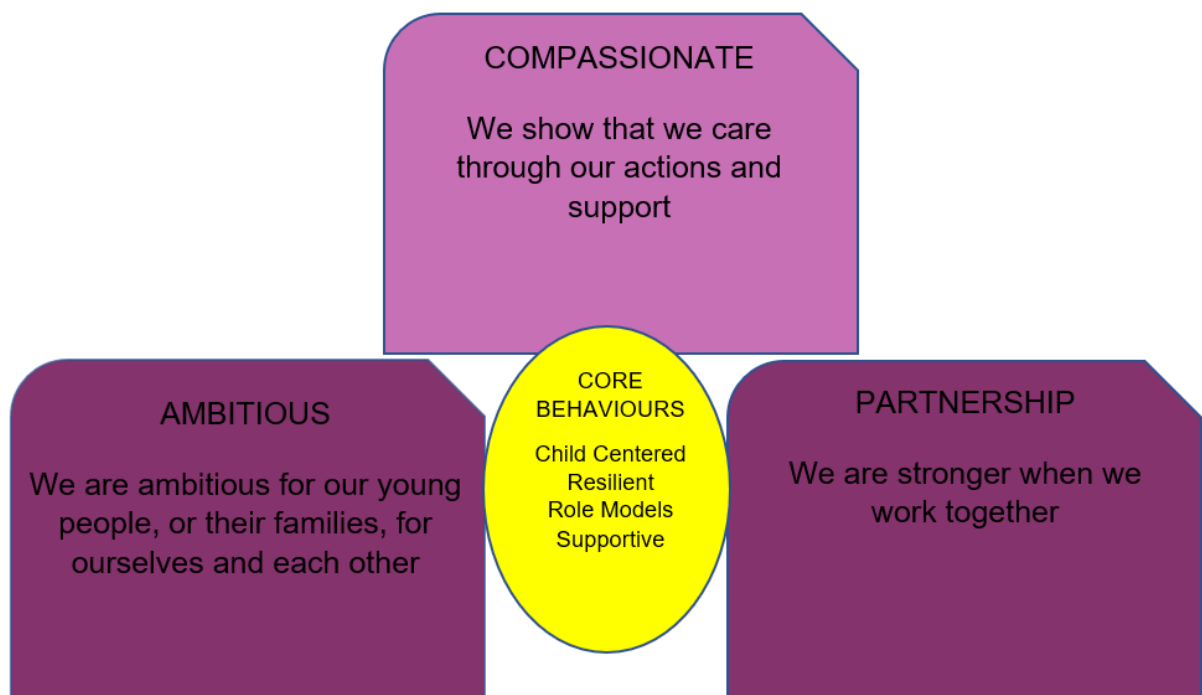 COMPASSIONATE
We show that we care
through our actions and
support
AMBITIOUS
We are ambitious for our young
people, or their families, for
ourselves and each other
CORE
BEHAVIOURS
Child Centered
Resilient
Role Models
Supportive
PARTNERSHIP
We are stronger when we
work together